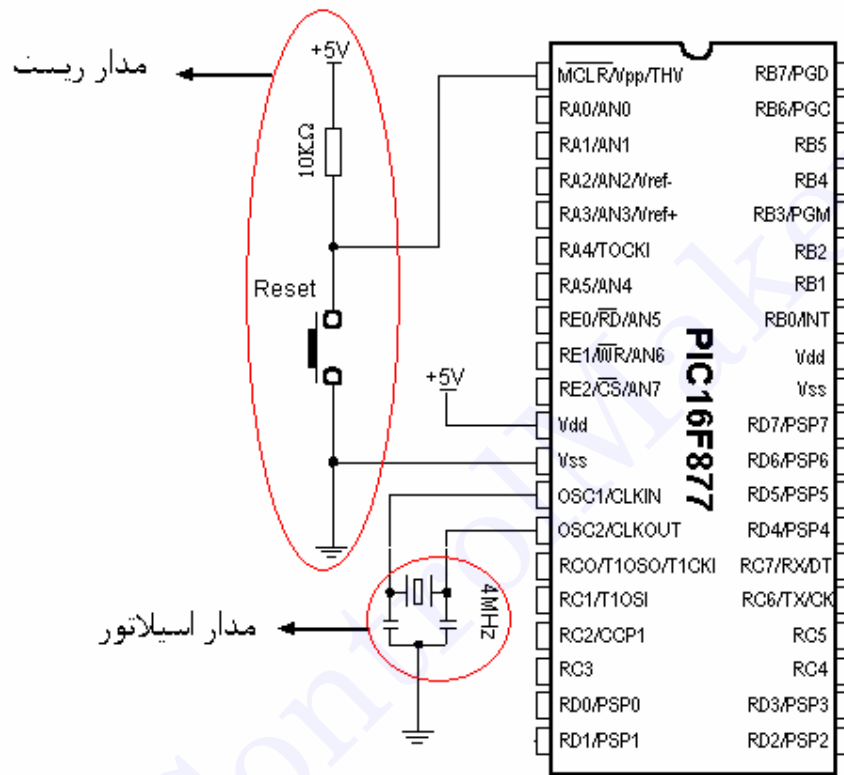 مدار ریست
+5V
10KΩ
Reset
+5V
4MHz
مدار اسیلاتور
PIC16F877
MCLR/Vpp/THV
RA0/AN0
RA1/AN1
RA2/AN2/Vref-
RA3/AN3/Vref+
RA4/TOCKI
RA5/AN4
RE0/RD/AN5
RE1/WR/AN6
RE2/CS/AN7
Vdd
Vss
OSC1/CLKIN
OSC2/CLKOUT
RC0/T1OSO/T1CKI
RC1/T1OSI
RC2/CCP1
RC3
RD0/PSP0
RD1/PSP1
RB7/PGD
RB6/PGC
RB5
RB4
RB3/PGM
RB2
RB1
RB0/INT
Vdd
Vss
RD7/PSP7
RD6/PSP6
RD5/PSP5
RD4/PSP4
RC7/RX/DT
RC6/TX/CK
RC5
RC4
RD3/PSP3
RD2/PSP2
ControlMake